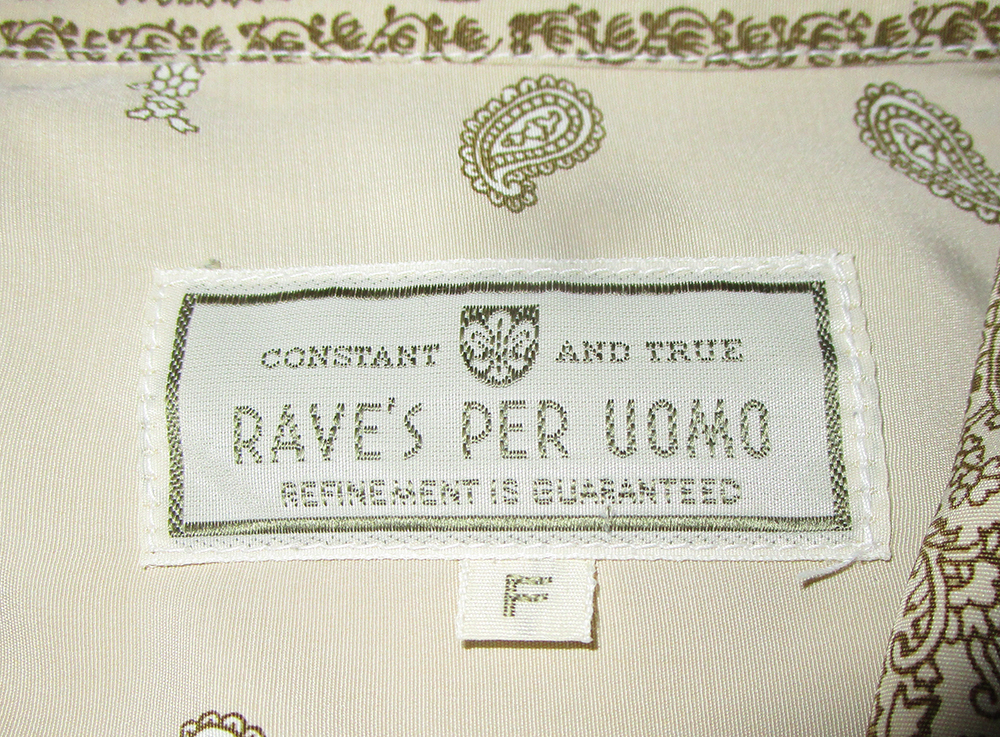 CONSTANT AND TRUE
RAVE'S PER UOMO
REFINEMENT IS GUARANTEED
F